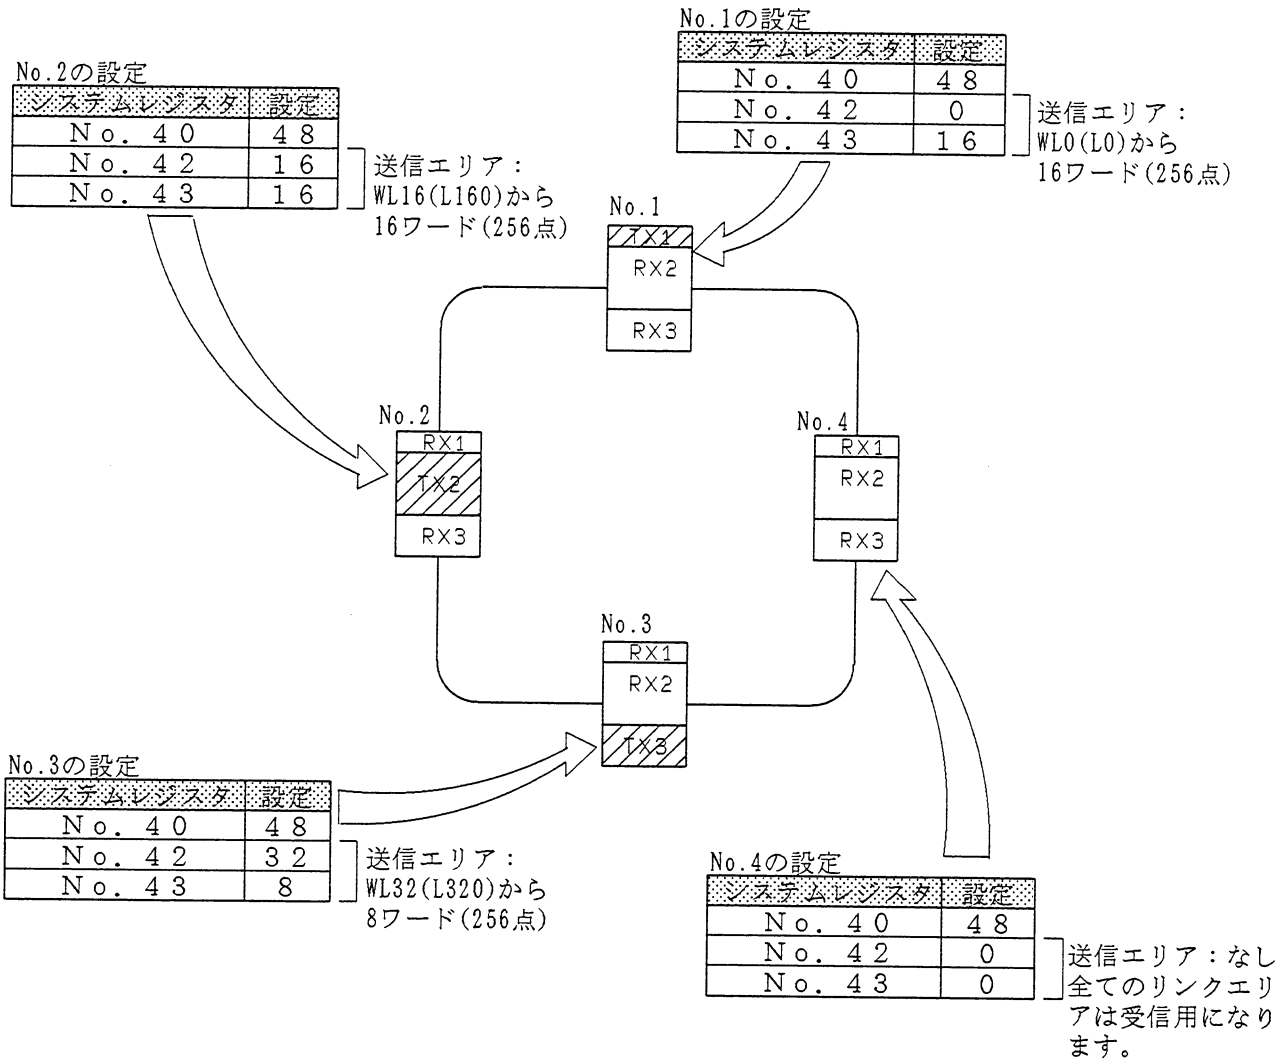 No.1の設定
システムレジスタ 設定
No. 40 48
No. 42 0
No. 43 16
送信エリア：
WL0(L0)から
16ワード(256点)
No.2の設定
システムレジスタ 設定
No. 40 48
No. 42 16
No. 43 16
送信エリア：
WL16(L160)から
16ワード(256点)
No.1
TX1
RX2
RX3
No.2
RX1
TX2
RX3
No.4
RX1
RX2
RX3
No.3
RX1
RX2
TX3
No.3の設定
システムレジスタ 設定
No. 40 48
No. 42 32
No. 43 8
送信エリア：
WL32(L320)から
8ワード(256点)
No.4の設定
システムレジスタ 設定
No. 40 48
No. 42 0
No. 43 0
送信エリア：なし
全てのリンクエリ
アは受信用になり
ます。